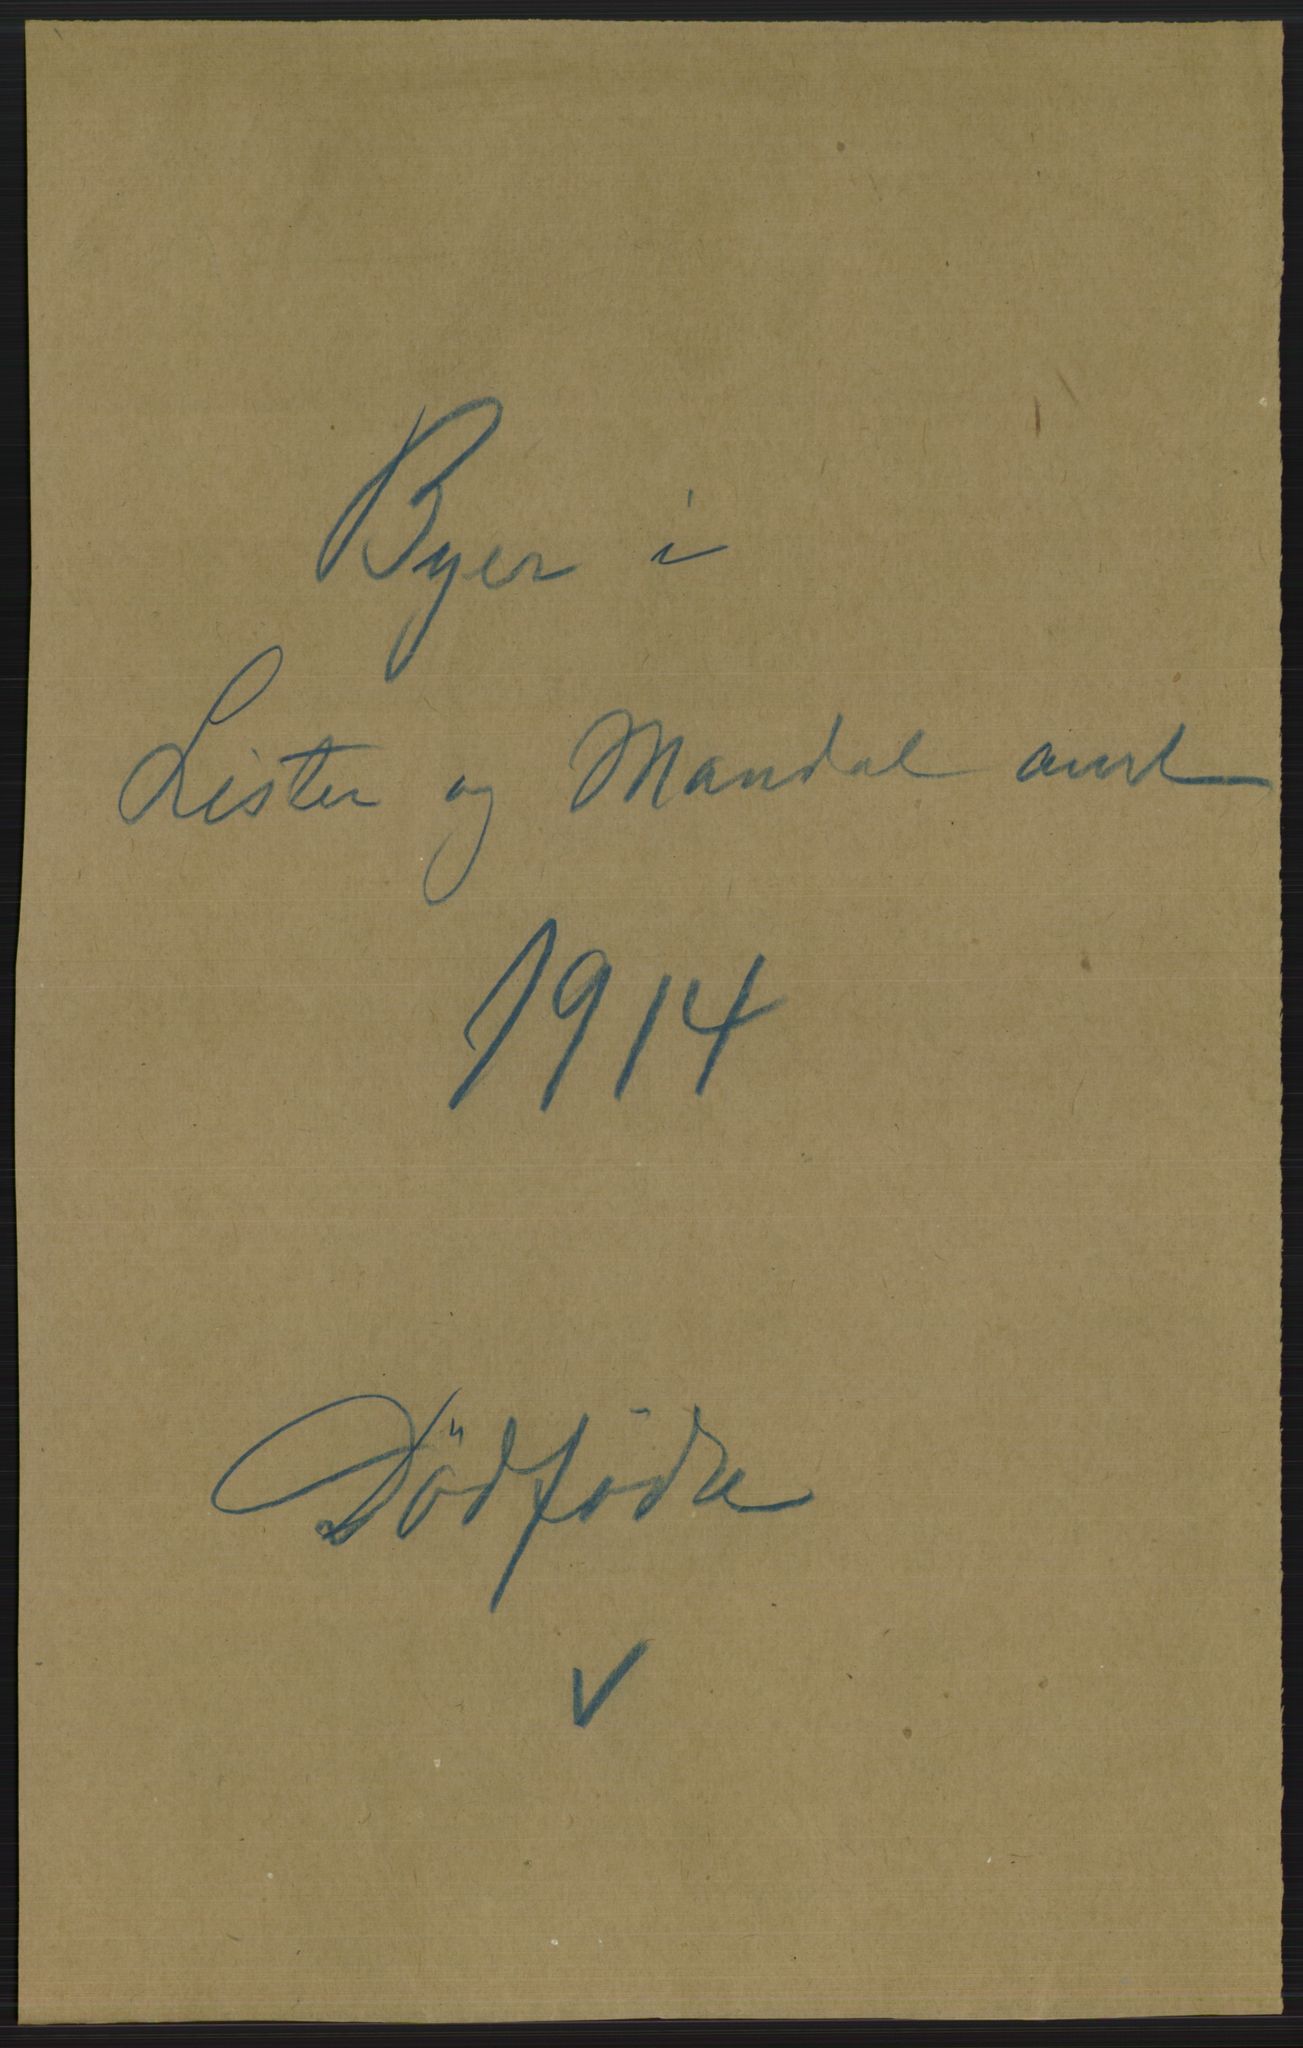 Byer i
Lister og Mandal amt
1914
Dödfödte
✓